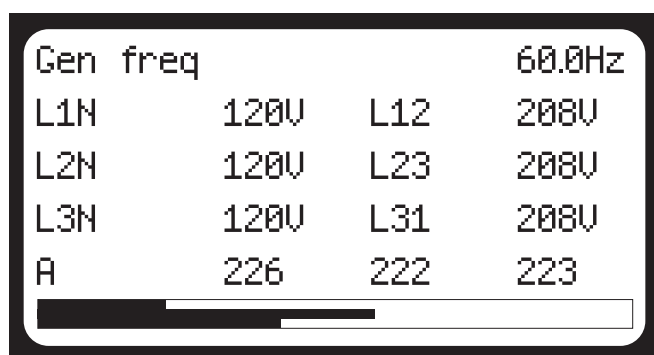 Gen freq 60.0Hz
L1N 120V L12 208V
L2N 120V L23 208V
L3N 120V L31 208V
A 226 222 223